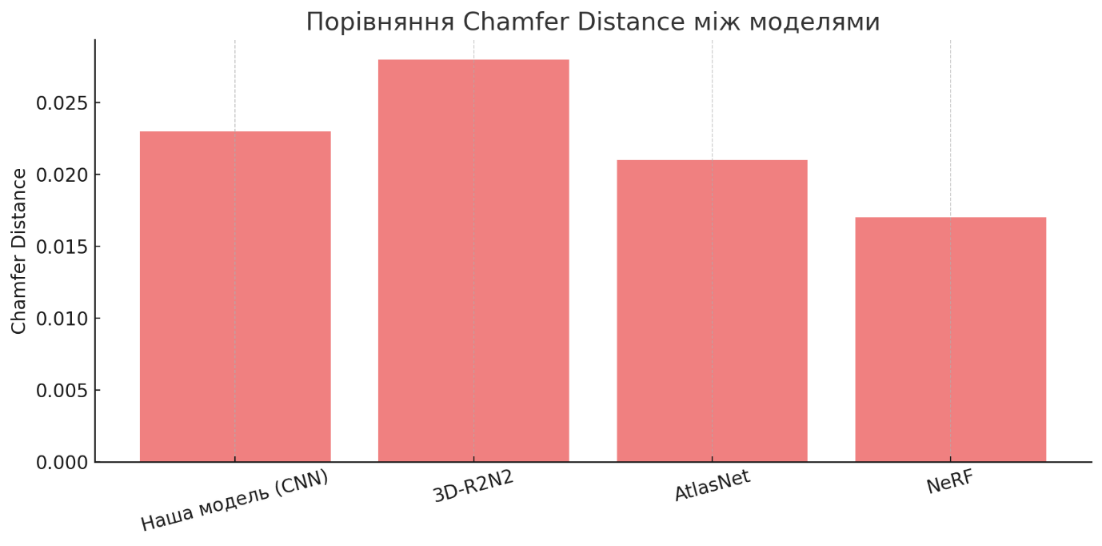 Порівняння Chamfer Distance між моделями
Chamfer Distance
0.025
0.020
0.015
0.010
0.005
0.000
Наша модель (CNN)
3D-R2N2
AtlasNet
NeRF